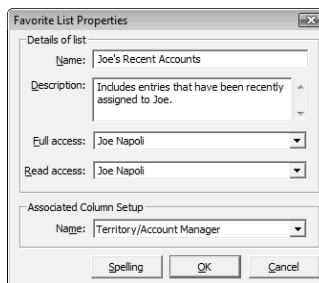 Favorite List Properties
Details of list
Name: Joe's Recent Accounts
Description: Includes entries that have been recently
assigned to Joe.
Full access: Joe Napoli
Read access: Joe Napoli
Associated Column Setup
Name: Territory/Account Manager
Spelling OK Cancel